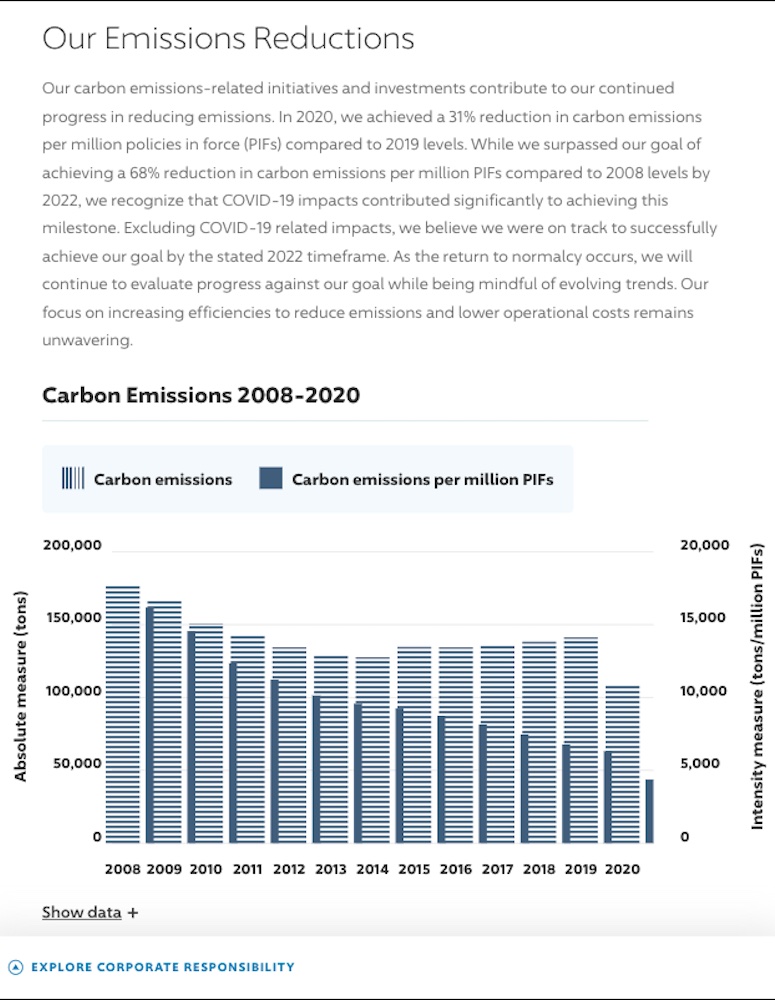 Our Emissions Reductions
Our carbon emissions-related initiatives and investments contribute to our continued
progress in reducing emissions. In 2020, we achieved a 31% reduction in carbon emissions
per million policies in force (PIFs) compared to 2019 levels. While we surpassed our goal of
achieving a 68% reduction in carbon emissions per million PIFs compared to 2008 levels by
2022, we recognize that COVID-19 impacts contributed significantly to achieving this
milestone. Excluding COVID-19 related impacts, we believe we were on track to successfully
achieve our goal by the stated 2022 timeframe. As the return to normalcy occurs, we will
continue to evaluate progress against our goal while being mindful of evolving trends. Our
focus on increasing efficiencies to reduce emissions and lower operational costs remains
unwavering.
Carbon Emissions 2008-2020
Carbon emissions
Carbon emissions per million PIFs
Absolute measure (tons)
200,000
150,000
100,000
50,000
0
20,000
15,000
10,000
5,000
0
Intensity measure (tons/million PIFs)
2008 2009 2010 2011 2012 2013 2014 2015 2016 2017 2018 2019 2020
Show data +
EXPLORE CORPORATE RESPONSIBILITY